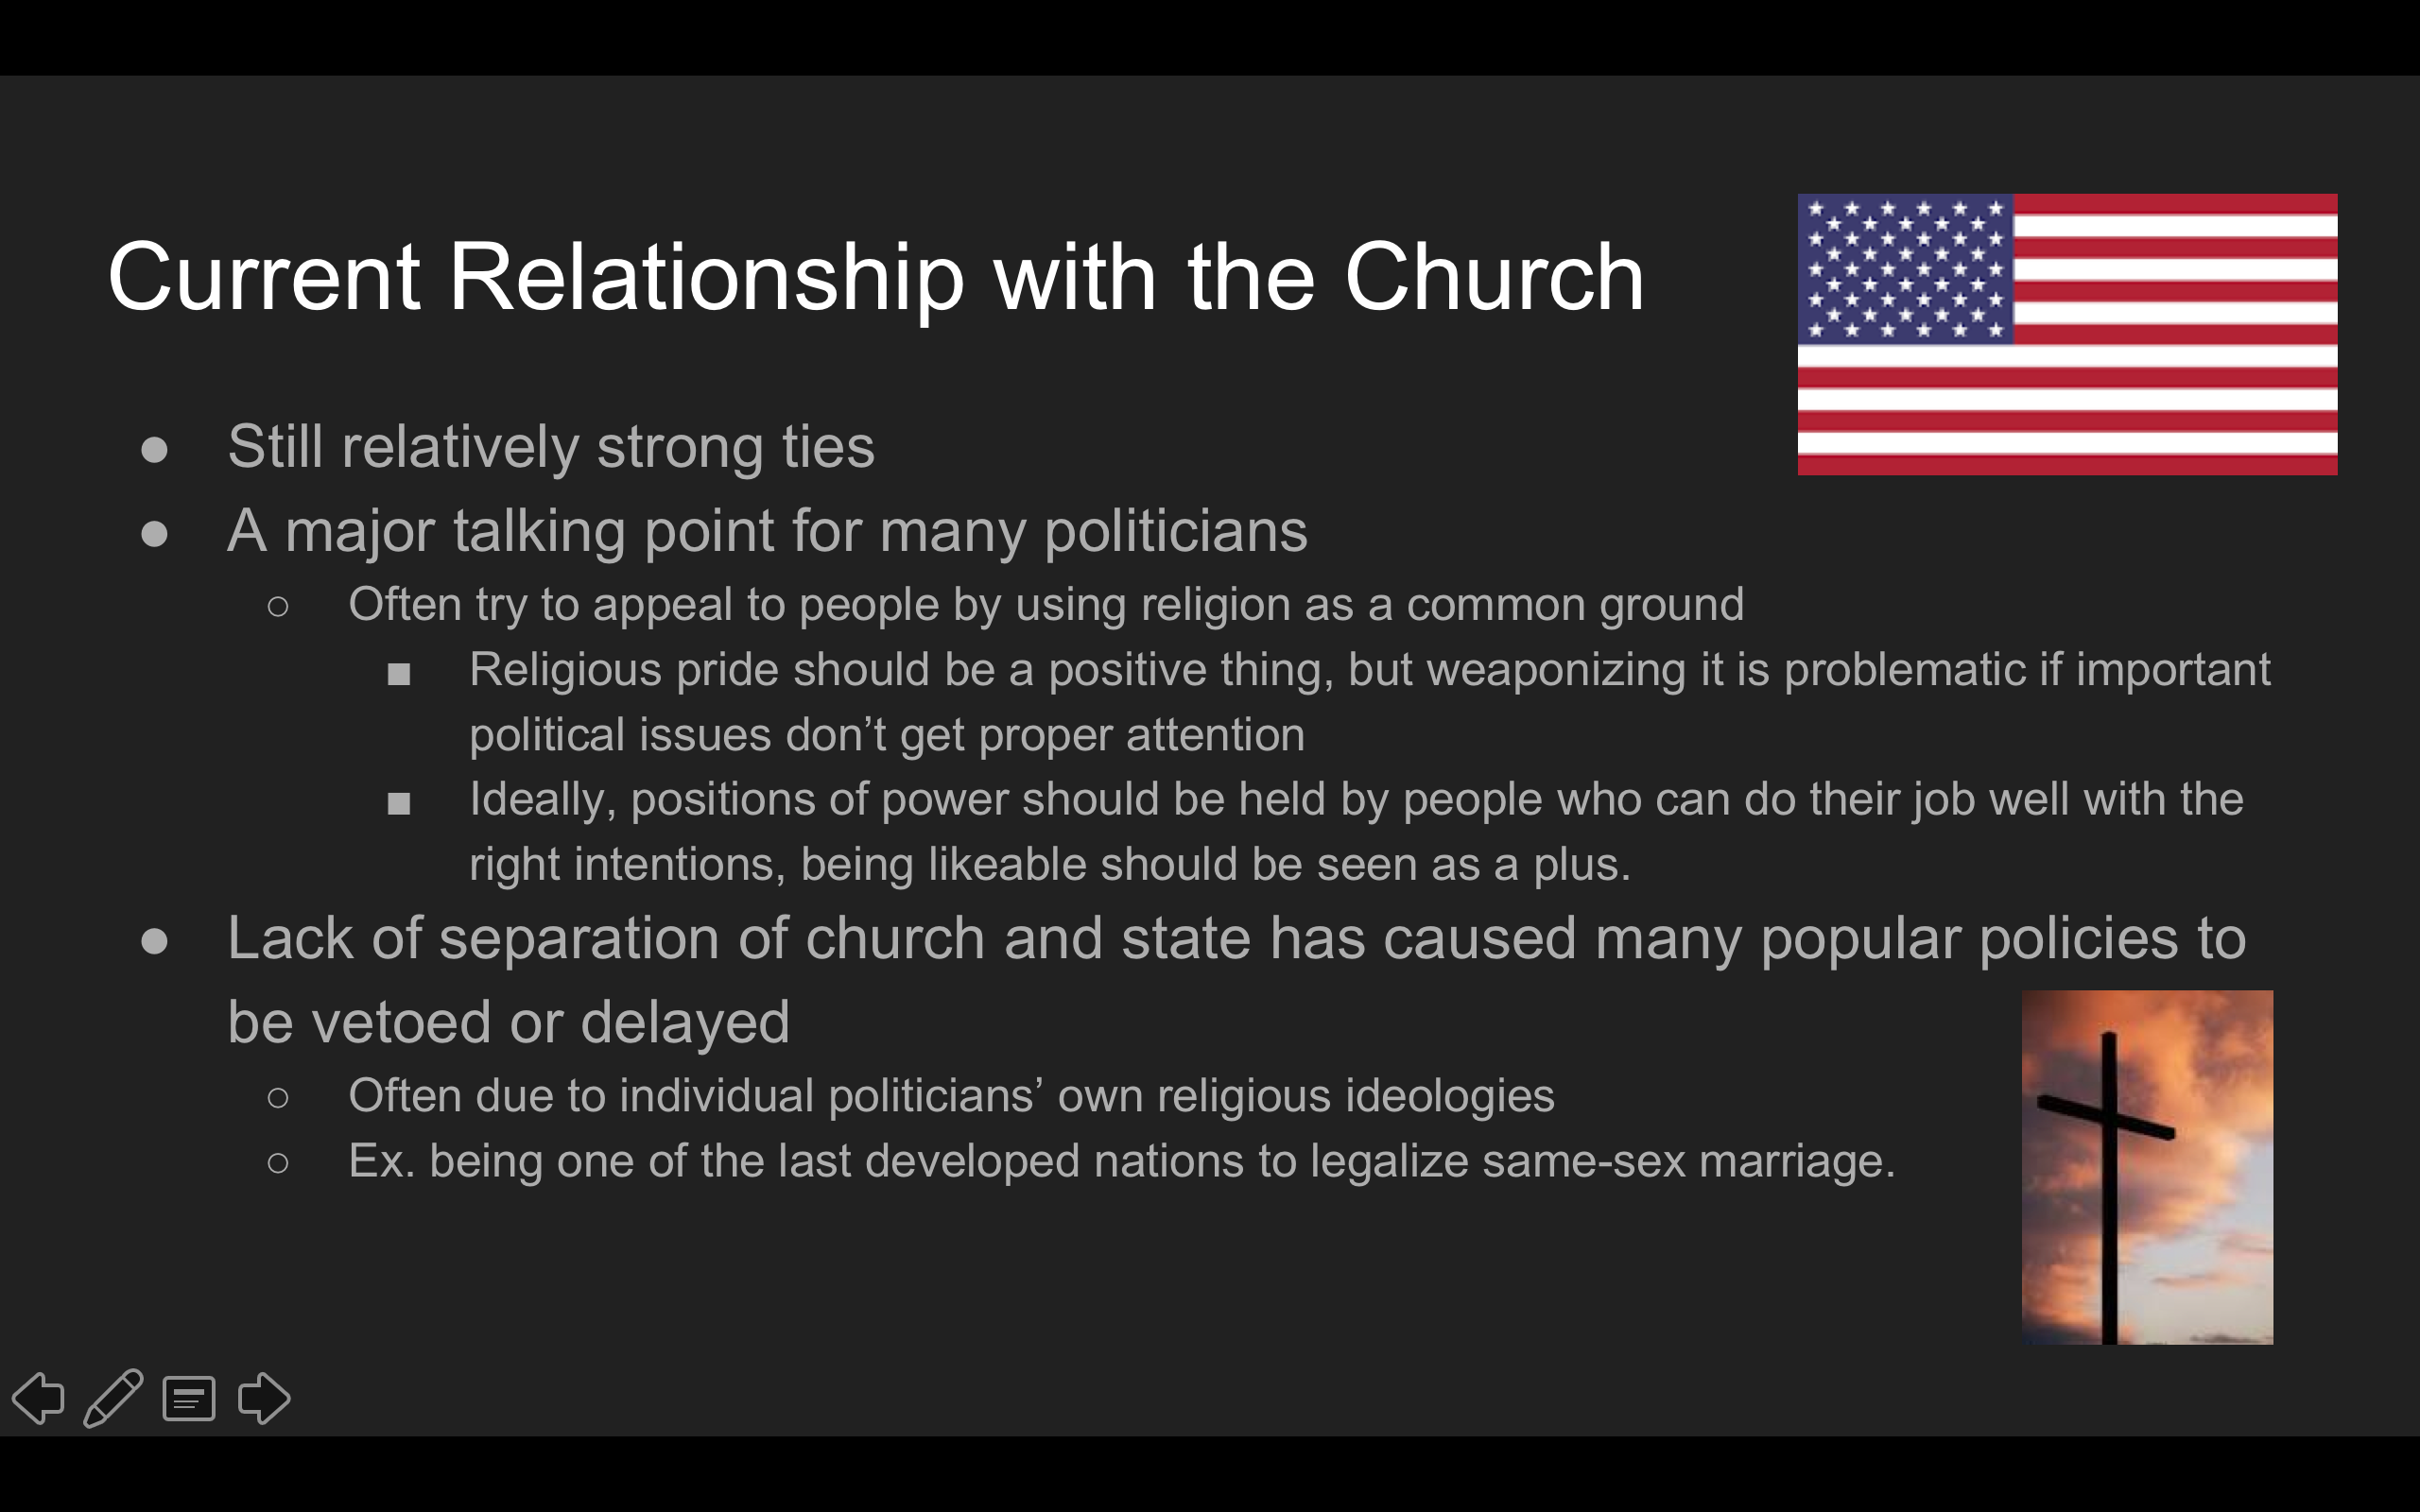 Current Relationship with the Church
● Still relatively strong ties
● A major talking point for many politicians
○ Often try to appeal to people by using religion as a common ground
■ Religious pride should be a positive thing, but weaponizing it is problematic if important
political issues don’t get proper attention
■ Ideally, positions of power should be held by people who can do their job well with the
right intentions, being likeable should be seen as a plus.
● Lack of separation of church and state has caused many popular policies to
be vetoed or delayed
○ Often due to individual politicians’ own religious ideologies
○ Ex. being one of the last developed nations to legalize same-sex marriage.